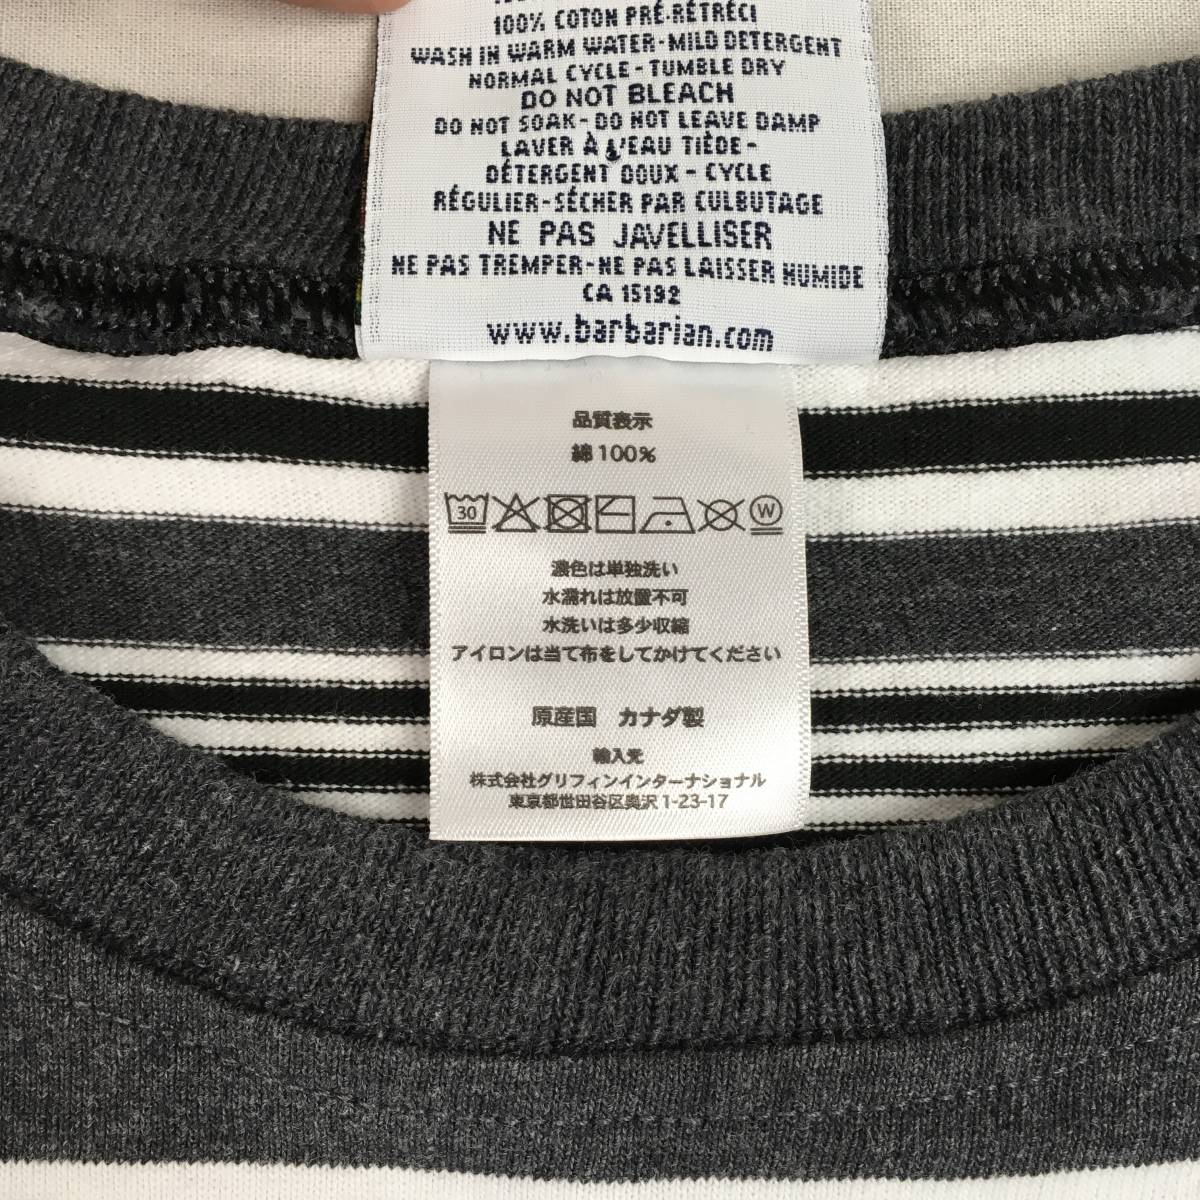 100% COTON PRÉ-RÉTRÉCI
WASH IN WARM WATER-MILD DETERGENT
NORMAL CYCLE-TUMBLE DRY
DO NOT BLEACH
DO NOT SOAK-DO NOT LEAVE DAMP
LAVER À L'EAU TIÈDE-
DÉTERGENT DOUX-CYCLE
RÉGULIER-SÉCHER PAR CULBUTAGE
NE PAS JAVELLISER
NE PAS TREMPER-NE PAS LAISSER HUMIDE
CA 15192
www.barbarian.com
品質表示
綿100%
30 W
濃色は単独洗い
水濡れは放置不可
水洗いは多少収縮
アイロンは当て布をしてかけてください
原産国 カナダ製
輸入元
株式会社グリフィンインターナショナル
東京都世田谷区奥沢1-23-17